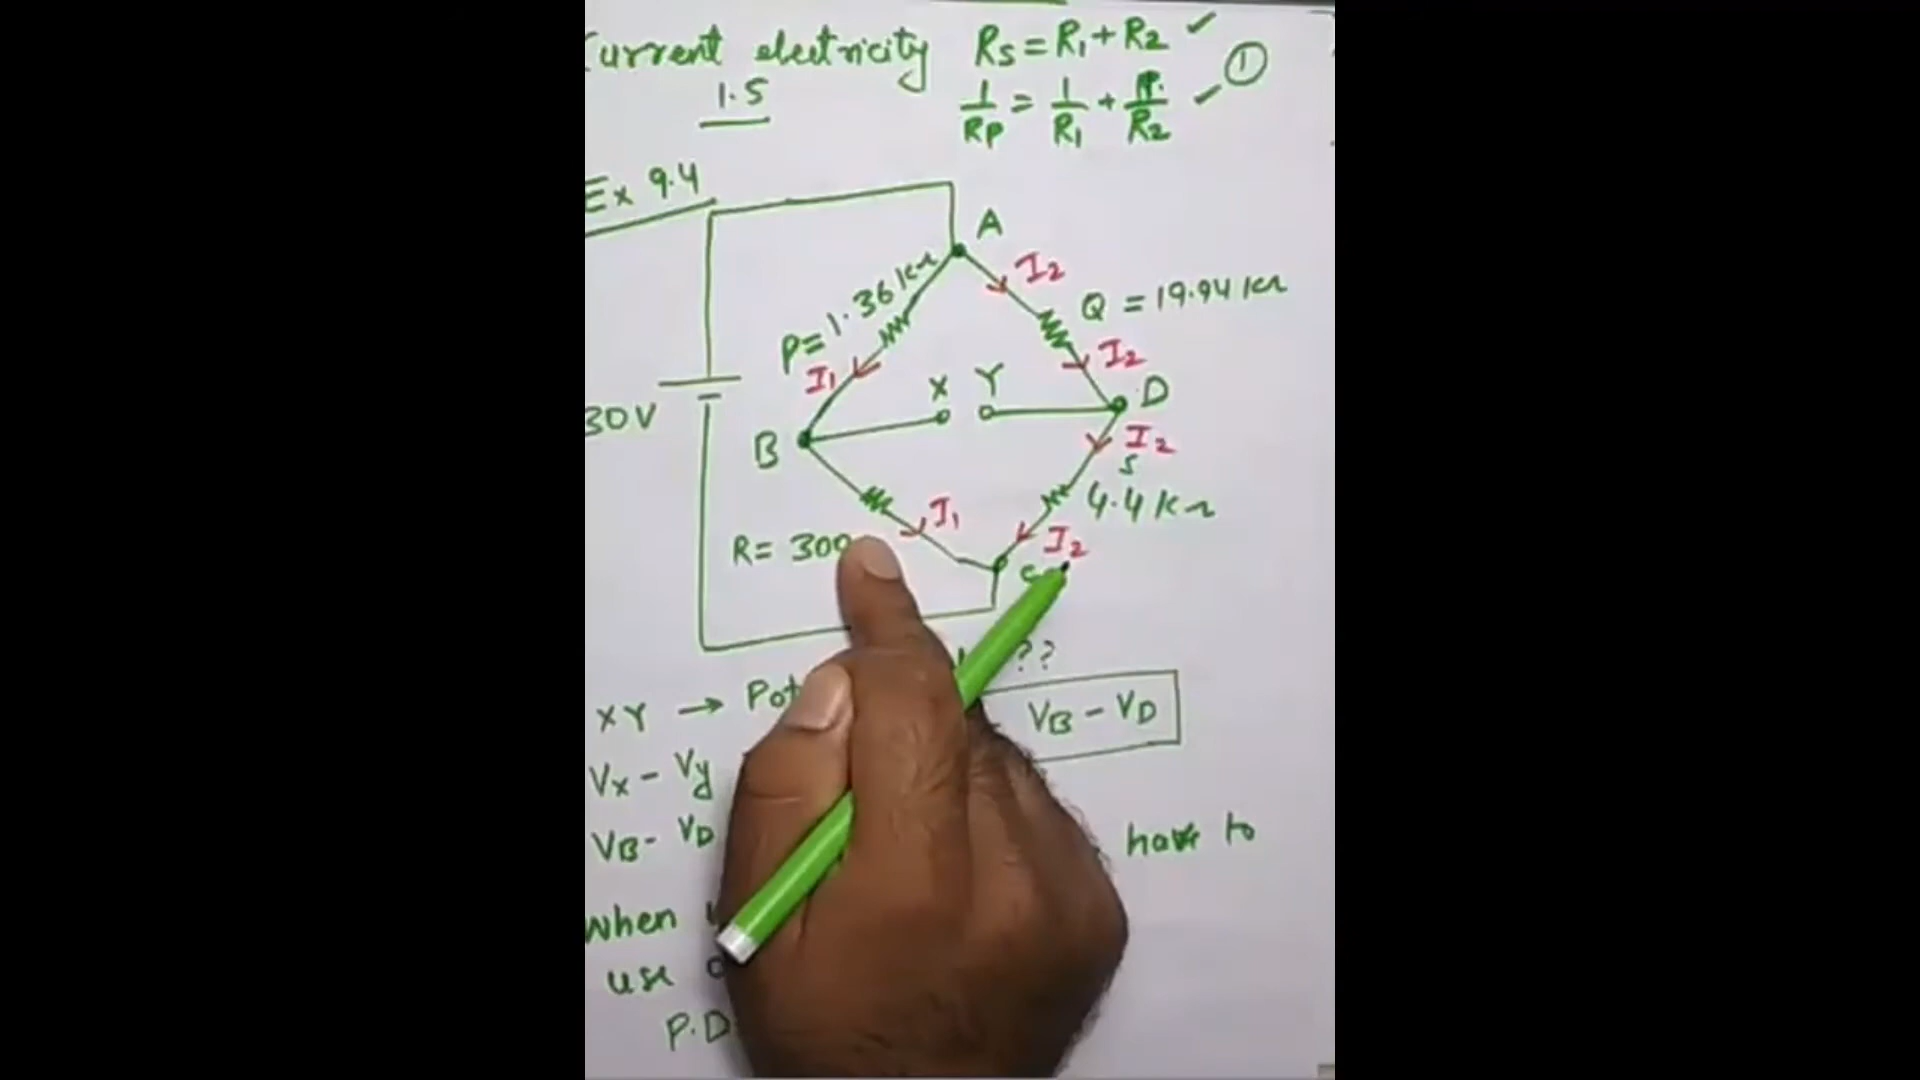 Current electricity
1.5
Rs = R1 + R2 ✓
1/Rp = 1/R1 + 1/R2 ✓
①
Ex 9.4
A
I2
P = 1.36 kΩ
Q = 19.94 kΩ
I1
I2
X Y
D
30V
B
I2
S
4.4 kΩ
I1
R = 300
I2
C
??
XY →
VB - VD
Vx - Vy
VB - VD
have to
When
use
P.D